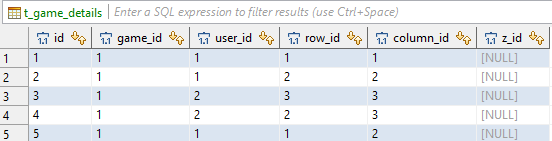 t_game_details Enter a SQL expression to filter results (use Ctrl+Space)
id game_id user_id row_id column_id z_id
1 1 1 1 1 1 [NULL]
2 2 1 1 2 2 [NULL]
3 3 1 2 3 3 [NULL]
4 4 1 2 2 3 [NULL]
5 5 1 1 1 2 [NULL]